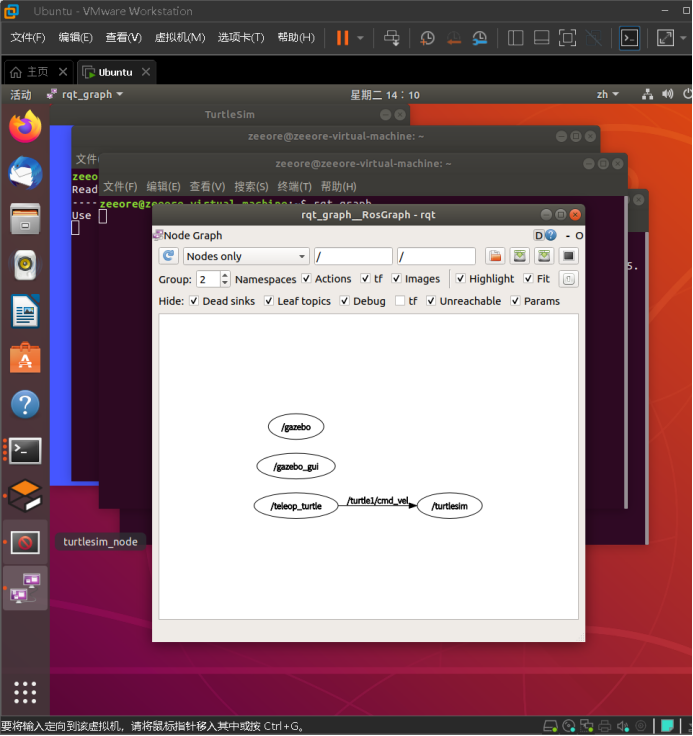 Ubuntu - VMware Workstation
文件(F) 编辑(E) 查看(V) 虚拟机(M) 选项卡(T) 帮助(H)
主页 Ubuntu
活动 rqt_graph 星期二 14：10 zh
TurtleSim
zeeore@zeeore-virtual-machine: ~
zeeore@zeeore-virtual-machine: ~
文件(
文件(F) 编辑(E) 查看(V) 搜索(S) 终端(T) 帮助(H)
zeeo
zeeore@zeeore-virtual-machine:~$ rqt_graph
Read
----
Use
rqt_graph__RosGraph - rqt
Node Graph D - O
Nodes only / /
s.
Group: 2 Namespaces Actions tf Images Highlight Fit
Hide: Dead sinks Leaf topics Debug tf Unreachable Params
/gazebo
/gazebo_gui
/teleop_turtle /turtle1/cmd_vel /turtlesim
turtlesim_node
要将输入定向到该虚拟机，请将鼠标指针移入其中或按 Ctrl+G。